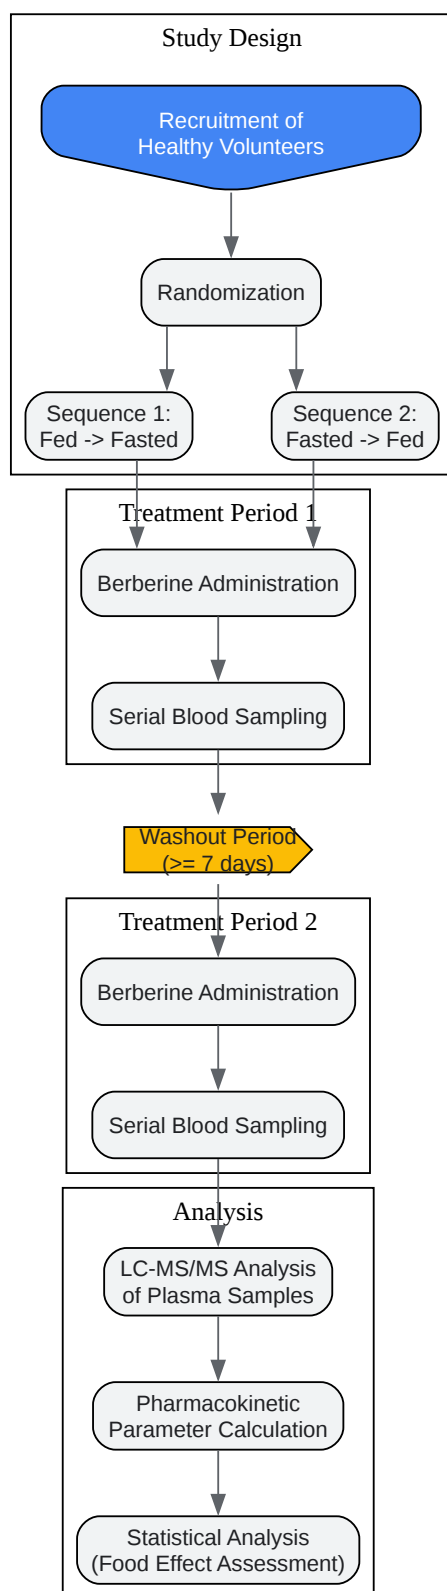 Study Design
Recruitment of
Healthy Volunteers
Randomization
Sequence 1:
Fed -> Fasted
Sequence 2:
Fasted -> Fed
Treatment Period 1
Berberine Administration
Serial Blood Sampling
Washout Period
(>= 7 days)
Treatment Period 2
Berberine Administration
Serial Blood Sampling
Analysis
LC-MS/MS Analysis
of Plasma Samples
Pharmacokinetic
Parameter Calculation
Statistical Analysis
(Food Effect Assessment)